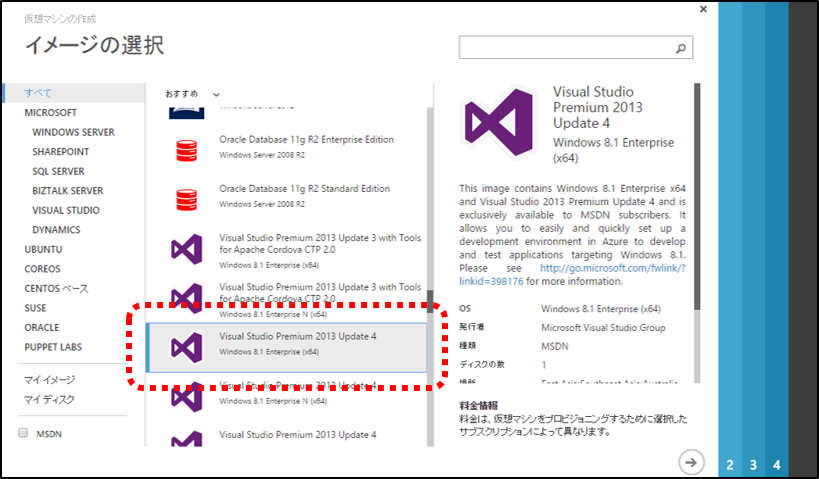 仮想マシンの作成
イメージの選択
すべて
MICROSOFT
WINDOWS SERVER
SHAREPOINT
SQL SERVER
BIZTALK SERVER
VISUAL STUDIO
DYNAMICS
UBUNTU
COREOS
CENTOS ベース
SUSE
ORACLE
PUPPET LABS
マイ イメージ
マイ ディスク
MSDN
おすすめ
Oracle Database 11g R2 Enterprise Edition
Windows Server 2008 R2
Oracle Database 11g R2 Standard Edition
Windows Server 2008 R2
Visual Studio Premium 2013 Update 3 with Tools
for Apache Cordova CTP 2.0
Windows 8.1 Enterprise (x64)
Visual Studio Premium 2013 Update 3 with Tools
for Apache Cordova CTP 2.0
Windows 8.1 Enterprise N (x64)
Visual Studio Premium 2013 Update 4
Windows 8.1 Enterprise (x64)
Visual Studio Premium 2013 Update 4
Windows 8.1 Enterprise N (x64)
Visual Studio Premium 2013 Update 4
Visual Studio
Premium 2013
Update 4
Windows 8.1 Enterprise
(x64)
This image contains Windows 8.1 Enterprise x64
and Visual Studio 2013 Premium Update 4 and is
exclusively available to MSDN subscribers. It
allows you to easily and quickly set up a
development environment in Azure to develop
and test applications targeting Windows 8.1.
Please see http://go.microsoft.com/fwlink/?
linkid=398176 for more information.
OS Windows 8.1 Enterprise (x64)
発行者 Microsoft Visual Studio Group
種類 MSDN
ディスクの数 1
場所 East Asia;Southeast Asia;Australia
料金情報
料金は、仮想マシンをプロビジョニングするために選択した
サブスクリプションによって異なります。
2 3 4